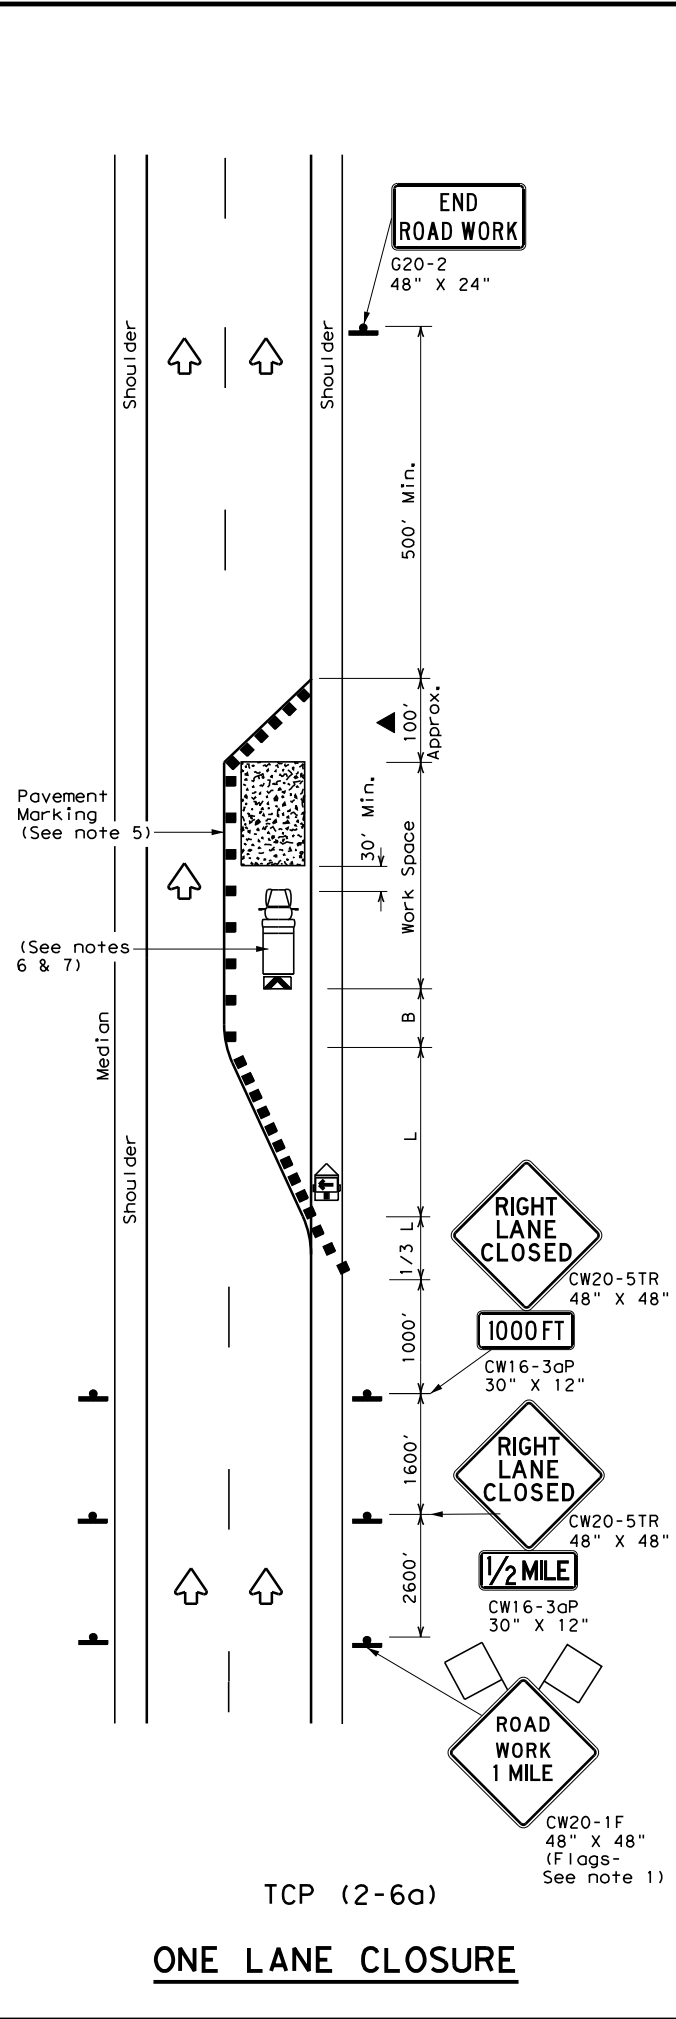 END
ROAD WORK
G20-2
48" X 24"
Shoulder
Shoulder
500' Min.
100'
Approx.
Pavement
Marking
(See note 5)
30' Min.
Work Space
(See notes
6 & 7)
B
Median
L
Shoulder
RIGHT
LANE
CLOSED
1/3 L
CW20-5TR
48" X 48"
1000 FT
1000'
CW16-3aP
30" X 12"
RIGHT
LANE
CLOSED
1600'
CW20-5TR
48" X 48"
1/2 MILE
2600'
CW16-3aP
30" X 12"
ROAD
WORK
1 MILE
CW20-1F
48" X 48"
(Flags-
See note 1)
TCP (2-6a)
ONE LANE CLOSURE